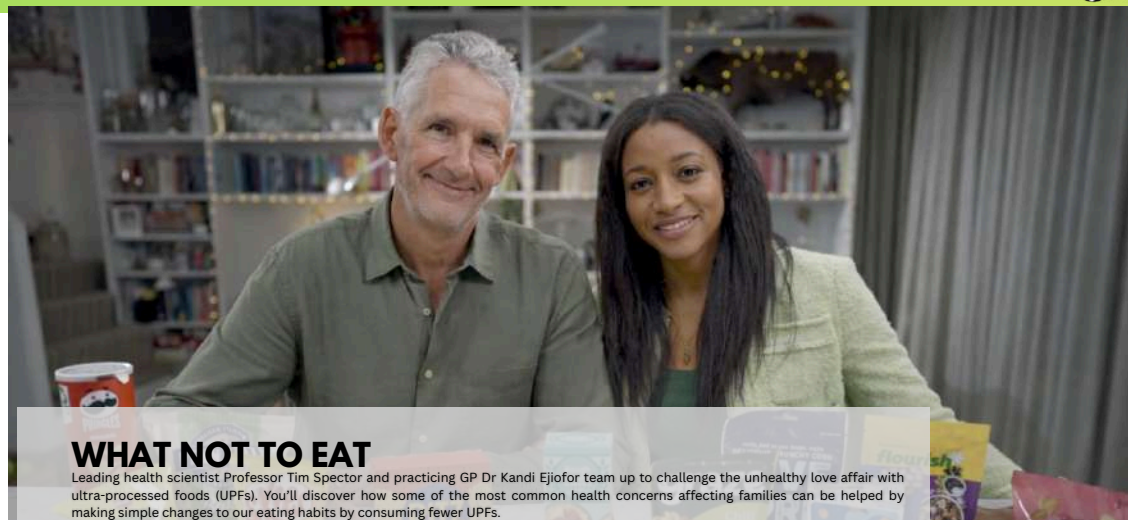 WHAT NOT TO EAT
Leading health scientist Professor Tim Spector and practicing GP Dr Kandi Ejiofor team up to challenge the unhealthy love affair with
ultra-processed foods (UPFs). You'll discover how some of the most common health concerns affecting families can be helped by
making simple changes to our eating habits by consuming fewer UPFs.
flourish